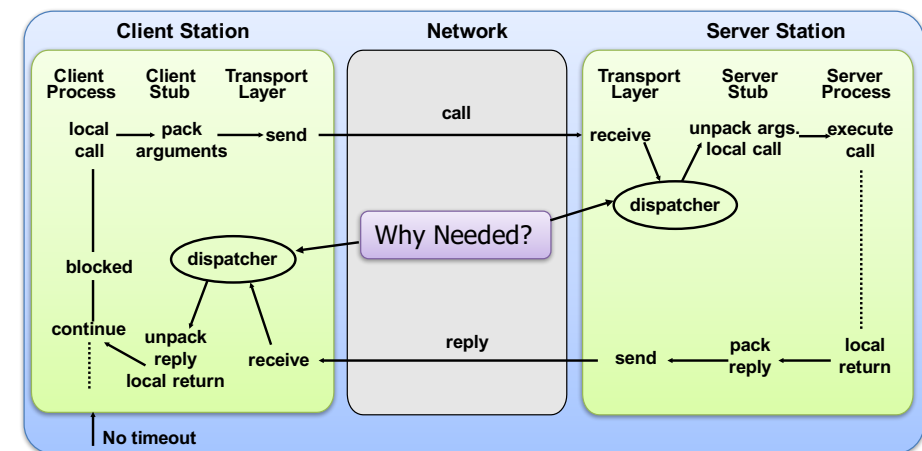 Client Station
Network
Server Station
Client
Process
Client
Stub
Transport
Layer
Transport
Layer
Server
Stub
Server
Process
local
call
pack
arguments
send
call
receive
unpack args.
local call
execute
call
dispatcher
Why Needed?
dispatcher
blocked
continue
unpack
reply
local return
receive
reply
send
pack
reply
local
return
No timeout